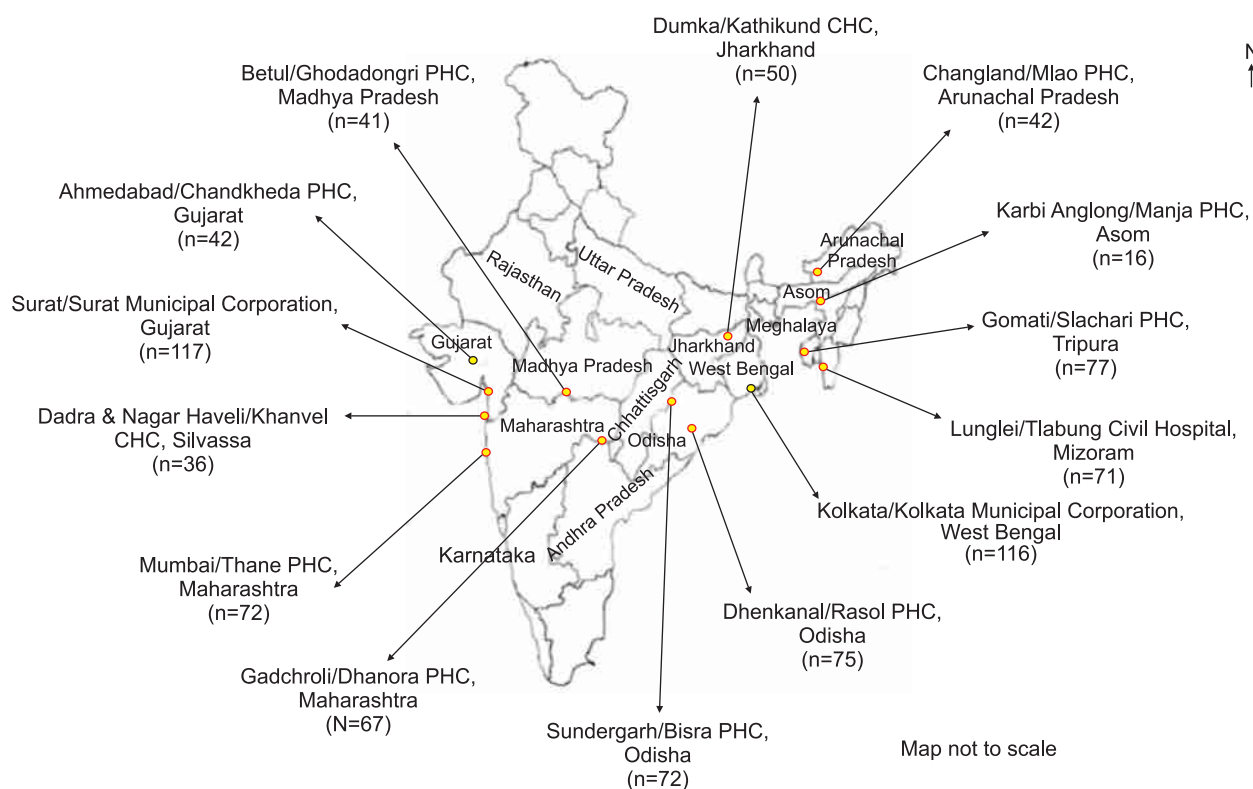 Dumka/Kathikund CHC,
Jharkhand
(n=50)
N
Betul/Ghodadongri PHC,
Madhya Pradesh
(n=41)
Changland/Mlao PHC,
Arunachal Pradesh
(n=42)
Ahmedabad/Chandkheda PHC,
Gujarat
(n=42)
Karbi Anglong/Manja PHC,
Asom
(n=16)
Surat/Surat Municipal Corporation,
Gujarat
(n=117)
Gomati/Slachari PHC,
Tripura
(n=77)
Dadra & Nagar Haveli/Khanvel
CHC, Silvassa
(n=36)
Lunglei/Tlabung Civil Hospital,
Mizoram
(n=71)
Kolkata/Kolkata Municipal Corporation,
West Bengal
(n=116)
Mumbai/Thane PHC,
Maharashtra
(n=72)
Dhenkanal/Rasol PHC,
Odisha
(n=75)
Gadchroli/Dhanora PHC,
Maharashtra
(N=67)
Sundergarh/Bisra PHC,
Odisha
(n=72)
Rajasthan
Uttar Pradesh
Arunachal
Pradesh
Asom
Meghalaya
Gujarat
Jharkhand
Madhya Pradesh
West Bengal
Chhattisgarh
Maharashtra
Odisha
Andhra Pradesh
Karnataka
Map not to scale